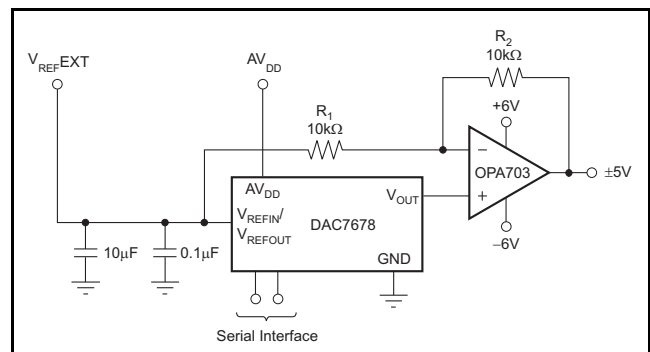 V_REF EXT
AV_DD
R_2
10kΩ
R_1
10kΩ
+6V
−
OPA703
±5V
+
−6V
AV_DD
V_OUT
V_REFIN/
V_REFOUT
DAC7678
GND
10μF
0.1μF
Serial Interface